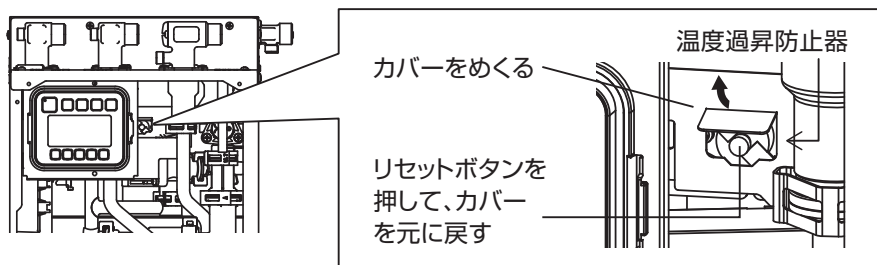 温度過昇防止器
カバーをめくる
リセットボタンを
押して、カバー
を元に戻す